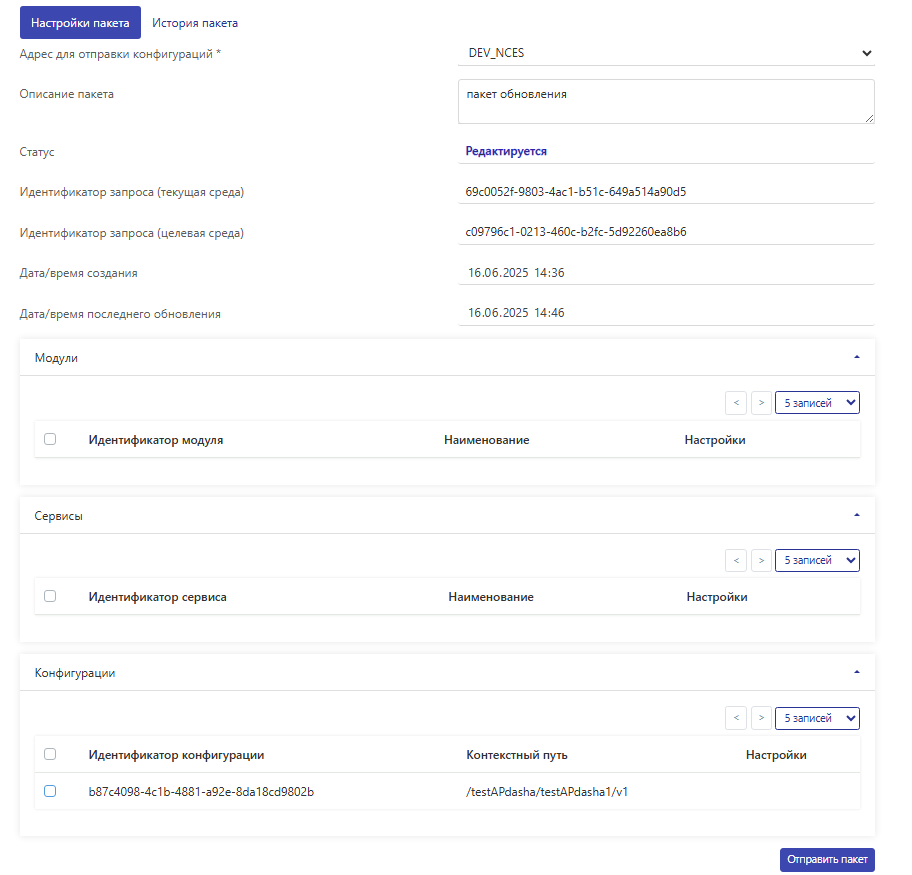 Настройки пакета История пакета
Адрес для отправки конфигураций * DEV_NCES
Описание пакета пакет обновления
Статус Редактируется
Идентификатор запроса (текущая среда) 69c0052f-9803-4ac1-b51c-649a514a90d5
Идентификатор запроса (целевая среда) c09796c1-0213-460c-b2fc-5d92260ea8b6
Дата/время создания 16.06.2025 14:36
Дата/время последнего обновления 16.06.2025 14:46
Модули
< > 5 записей
Идентификатор модуля Наименование Настройки
Сервисы
< > 5 записей
Идентификатор сервиса Наименование Настройки
Конфигурации
< > 5 записей
Идентификатор конфигурации Контекстный путь Настройки
b87c4098-4c1b-4881-a92e-8da18cd9802b /testAPdasha/testAPdasha1/v1
Отправить пакет